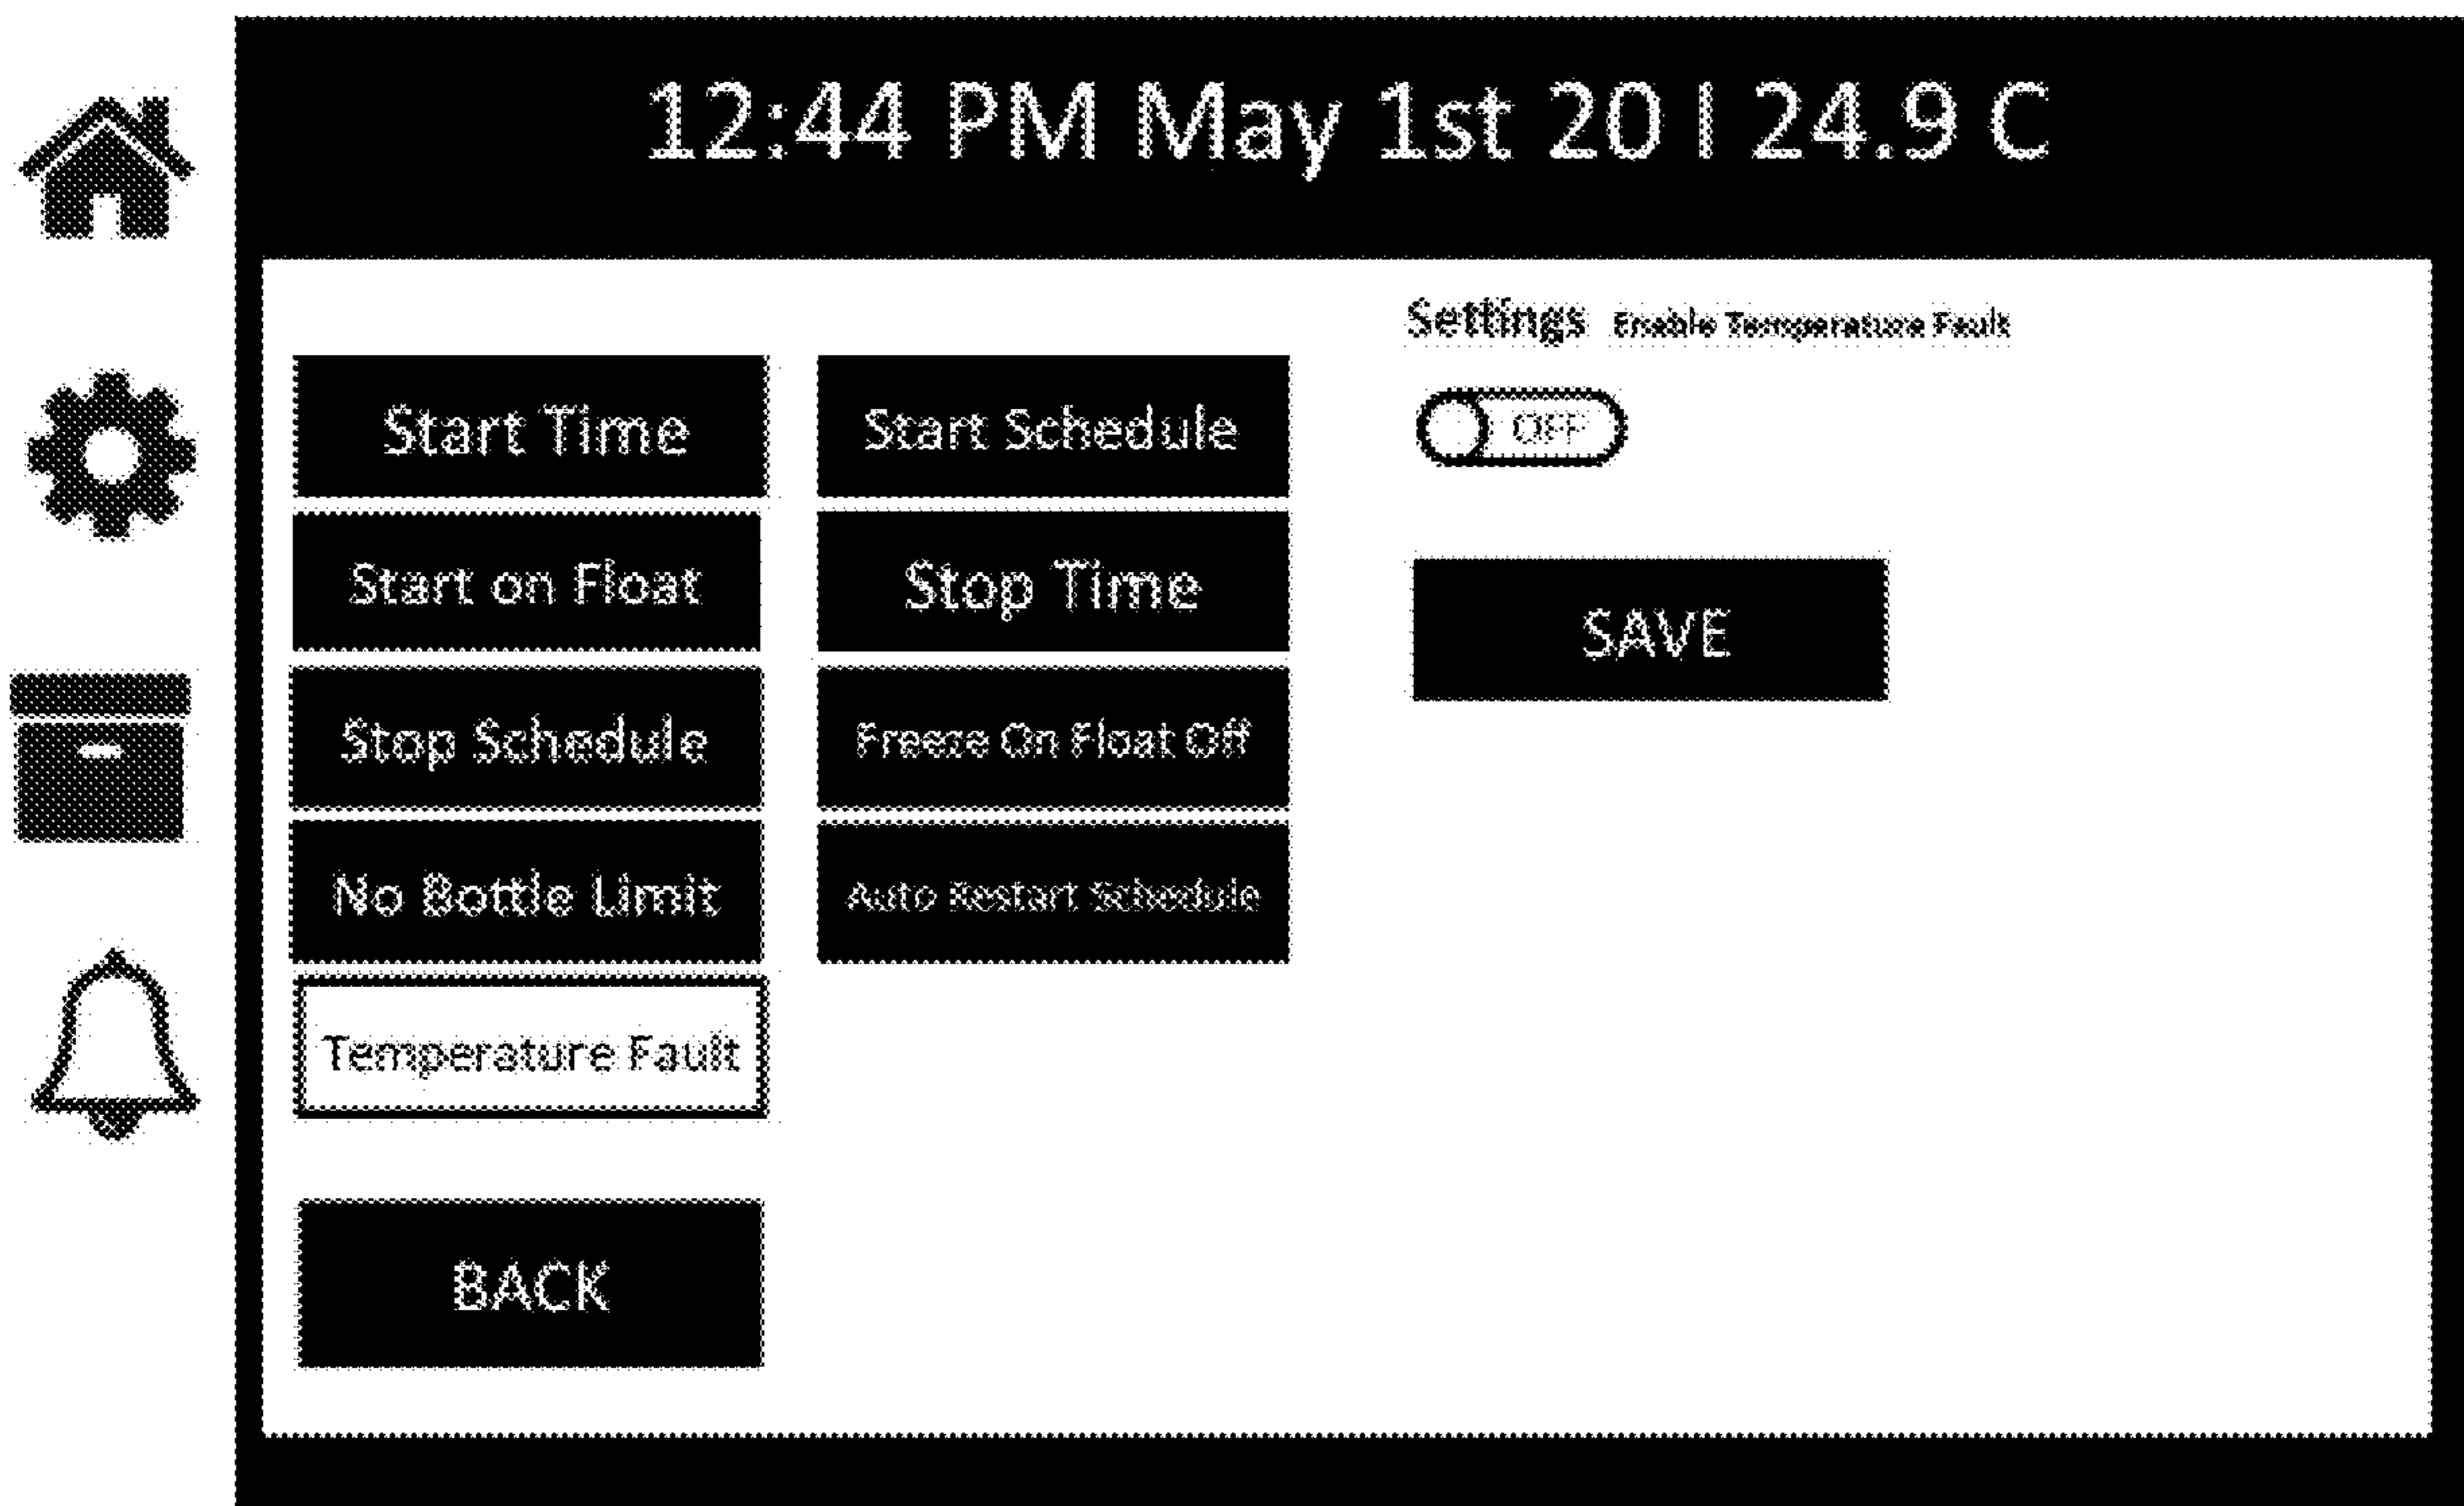 12:44 PM May 1st 20 | 24.9 C
Settings Enable Temperature Fault
Start Time
Start Schedule
OFF
Start on Float
Stop Time
SAVE
Stop Schedule
Freeze On Float Off
No Bottle Limit
Auto Restart Schedule
Temperature Fault
BACK